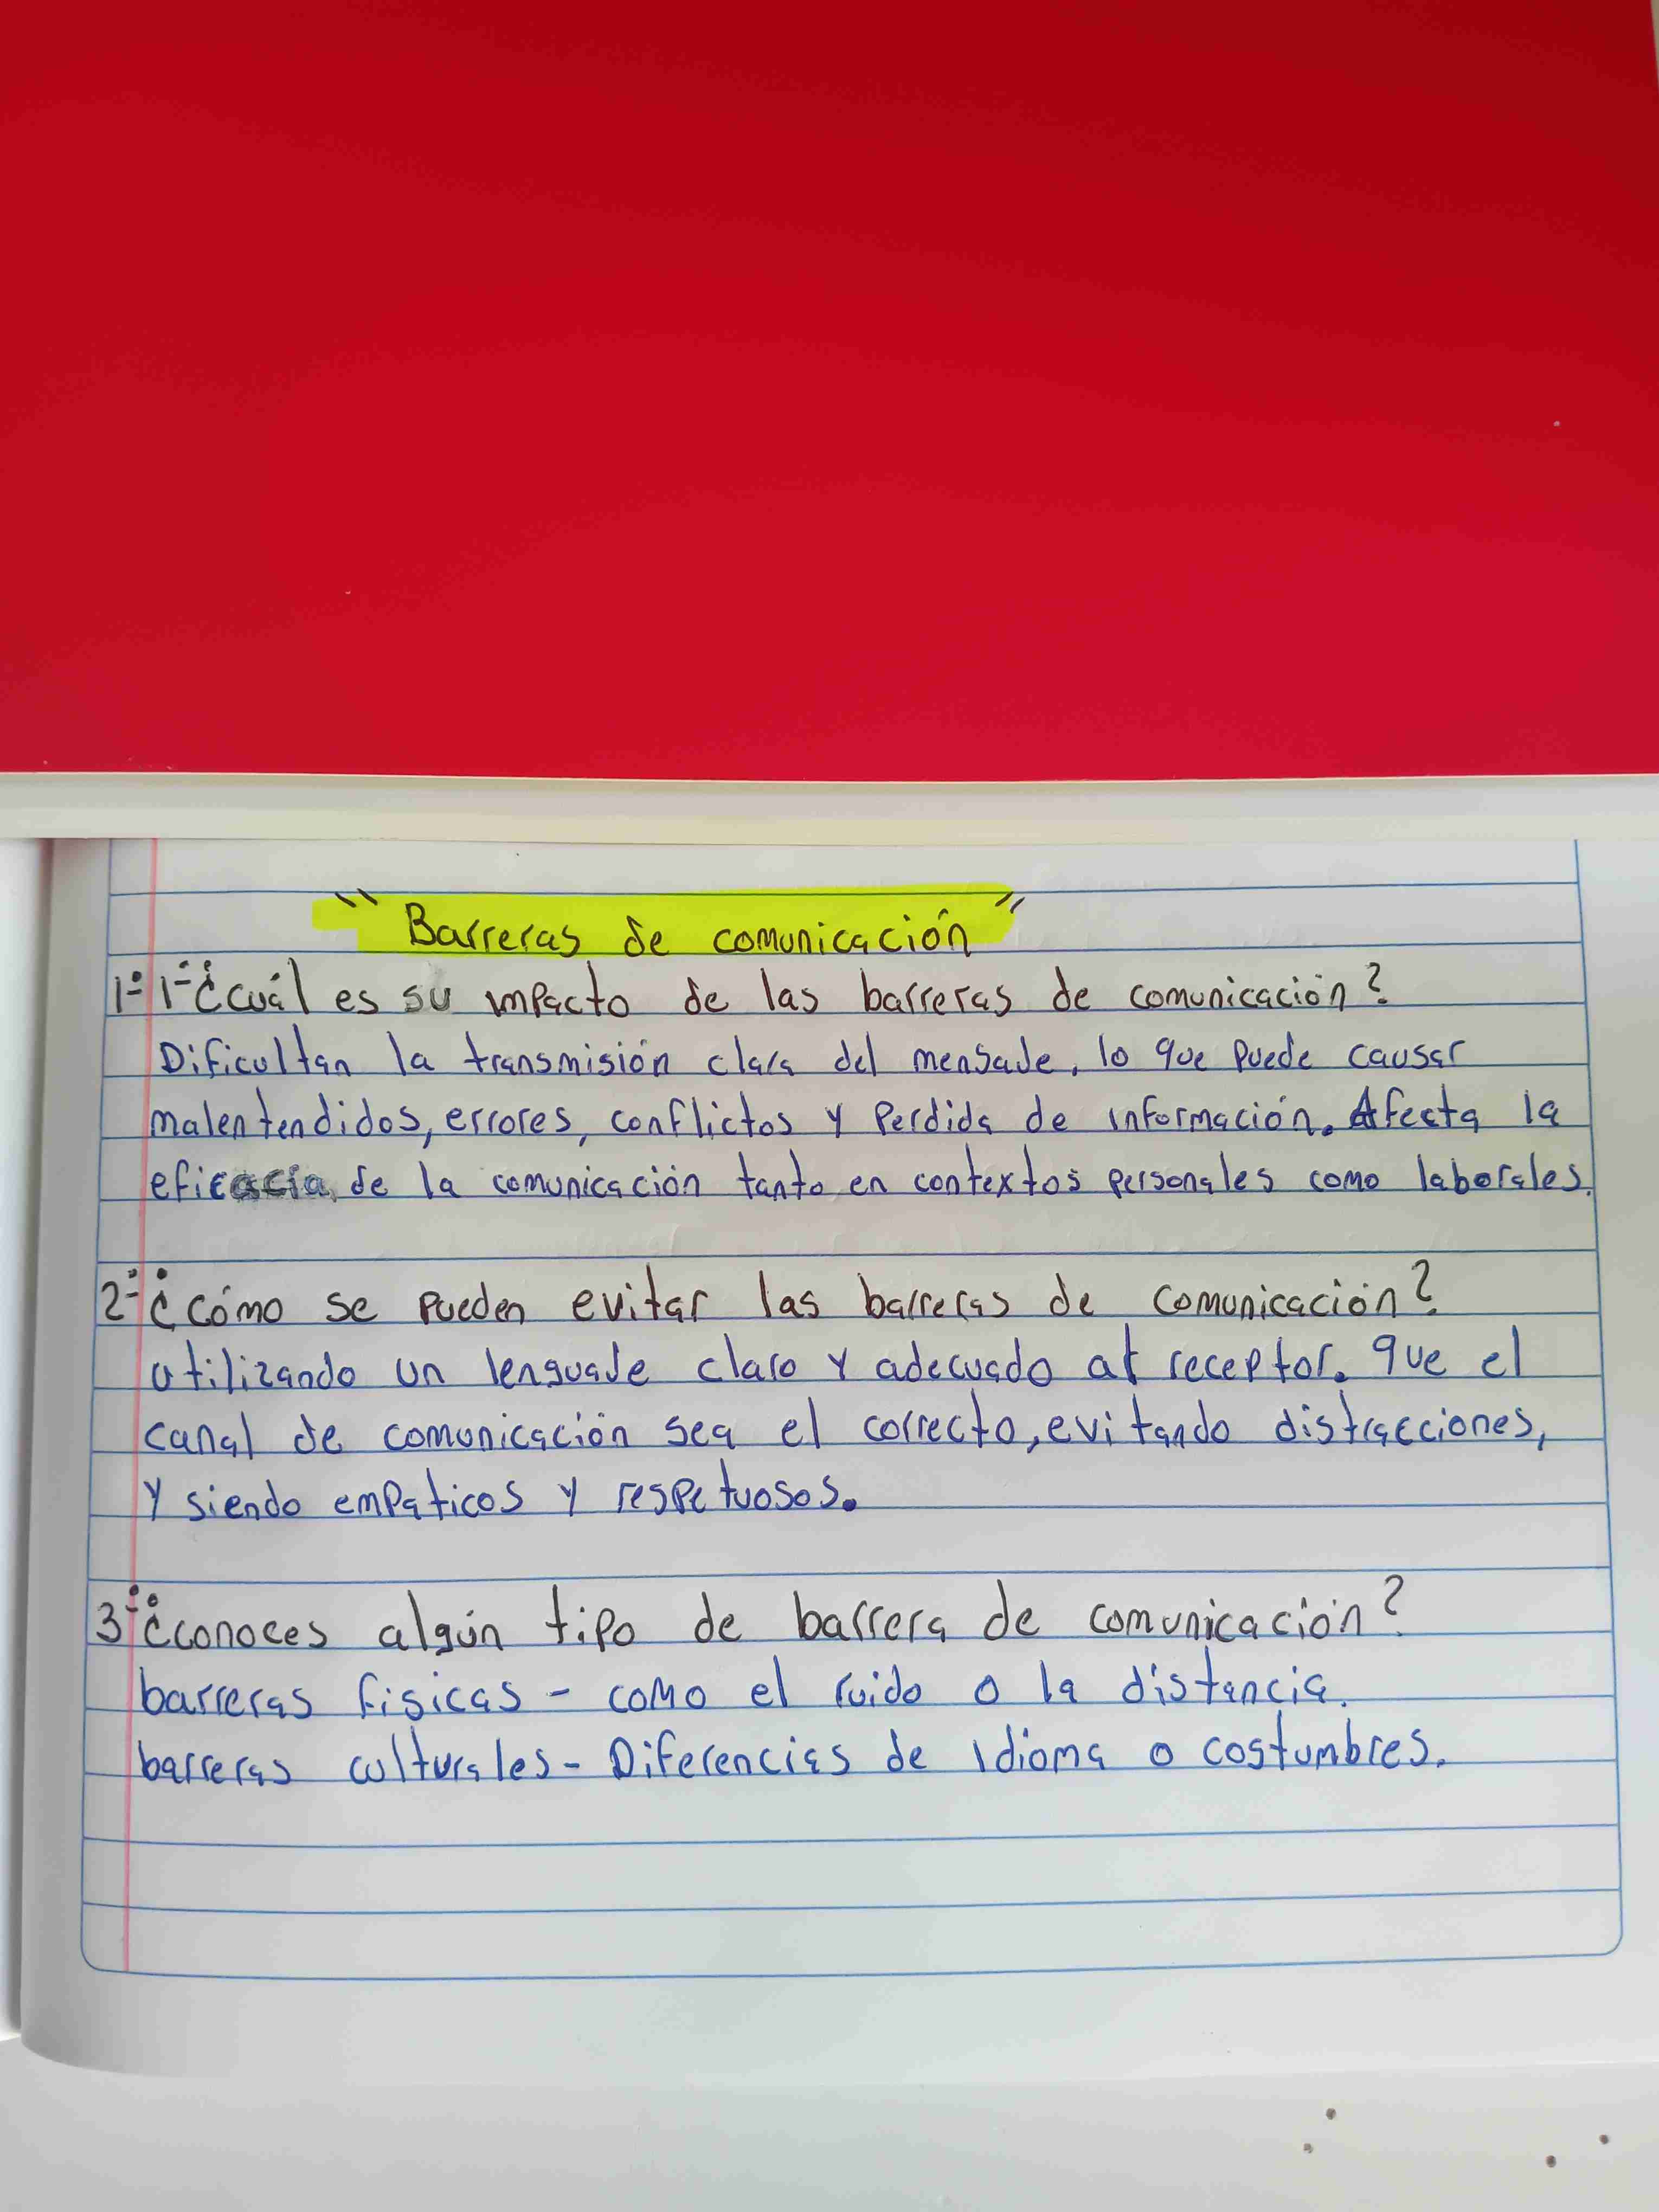 "Barreras de comunicación"
1-1-¿cuál es su impacto de las barreras de comunicación?
Dificultan la transmisión clara del mensaje, lo que puede causar
malentendidos, errores, conflictos y perdida de información. Afecta la
eficacia de la comunicación tanto en contextos personales como laborales.
2-¿cómo se pueden evitar las barreras de comunicación?
utilizando un lenguaje claro y adecuado al receptor. que el
canal de comunicación sea el correcto, evitando distracciones,
y siendo empaticos y respetuosos.
3-¿conoces algún tipo de barrera de comunicación?
barreras fisicas - como el ruido o la distancia.
barreras culturales - Diferencias de idioma o costumbres.